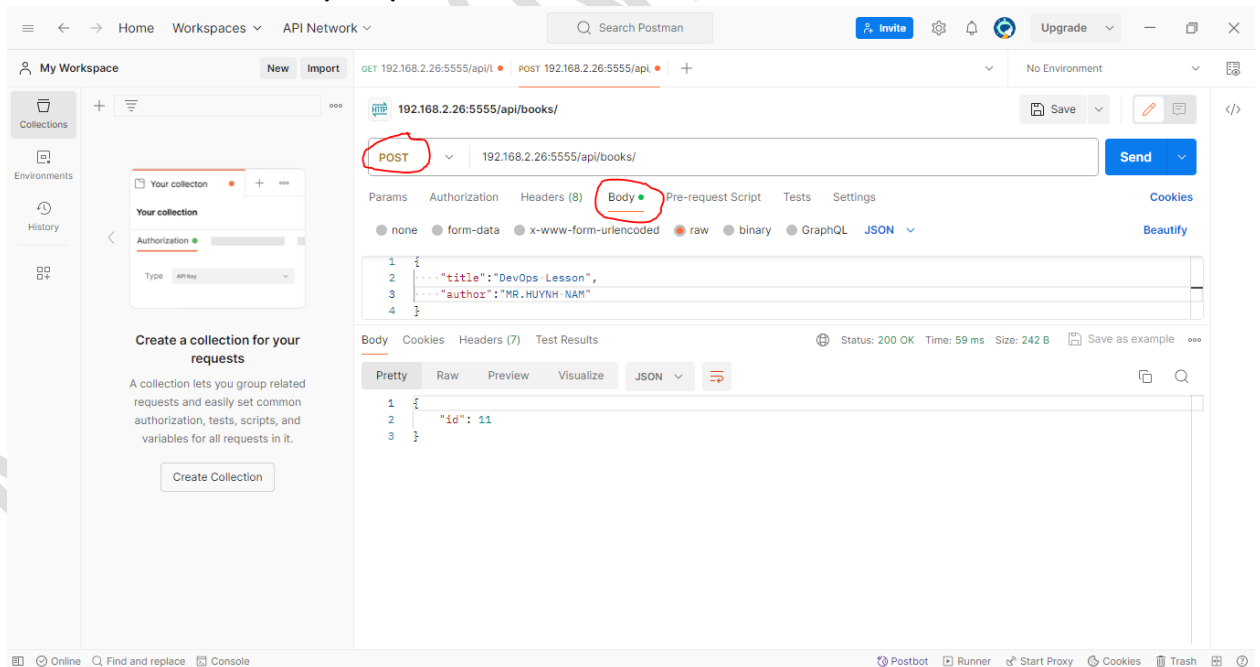 Home Workspaces API Network Search Postman Invite Upgrade
My Workspace New Import GET 192.168.2.26:5555/api/t POST 192.168.2.26:5555/api, No Environment
Collections
192.168.2.26:5555/api/books/ Save
POST 192.168.2.26:5555/api/books/ Send
Environments
Your collecton
Params Authorization Headers (8) Body Pre-request Script Tests Settings Cookies
Your collection
History
none form-data x-www-form-urlencoded raw binary GraphQL JSON Beautify
Authorization
1 {
Type API Key
2 "title":"DevOps Lesson",
3 "author":"MR.HUYNH NAM"
4 }
Create a collection for your
requests
Body Cookies Headers (7) Test Results Status: 200 OK Time: 59 ms Size: 242 B Save as example
A collection lets you group related
requests and easily set common
authorization, tests, scripts, and
variables for all requests in it.
Pretty Raw Preview Visualize JSON
1 {
2 "id": 11
3 }
Create Collection
Online Find and replace Console Postbot Runner Start Proxy Cookies Trash